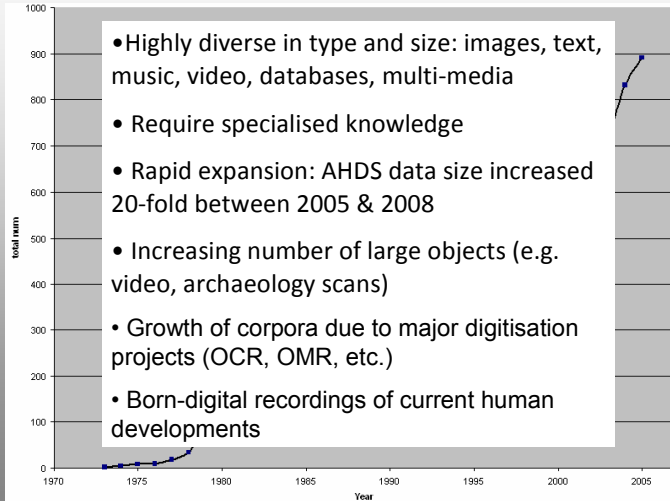 1000
900
800
700
600
500
400
300
200
100
0
total num
•Highly diverse in type and size: images, text,
music, video, databases, multi-media
• Require specialised knowledge
• Rapid expansion: AHDS data size increased
20-fold between 2005 & 2008
• Increasing number of large objects (e.g.
video, archaeology scans)
• Growth of corpora due to major digitisation
projects (OCR, OMR, etc.)
• Born-digital recordings of current human
developments
1970 1975 1980 1985 1990 1995 2000 2005
Year